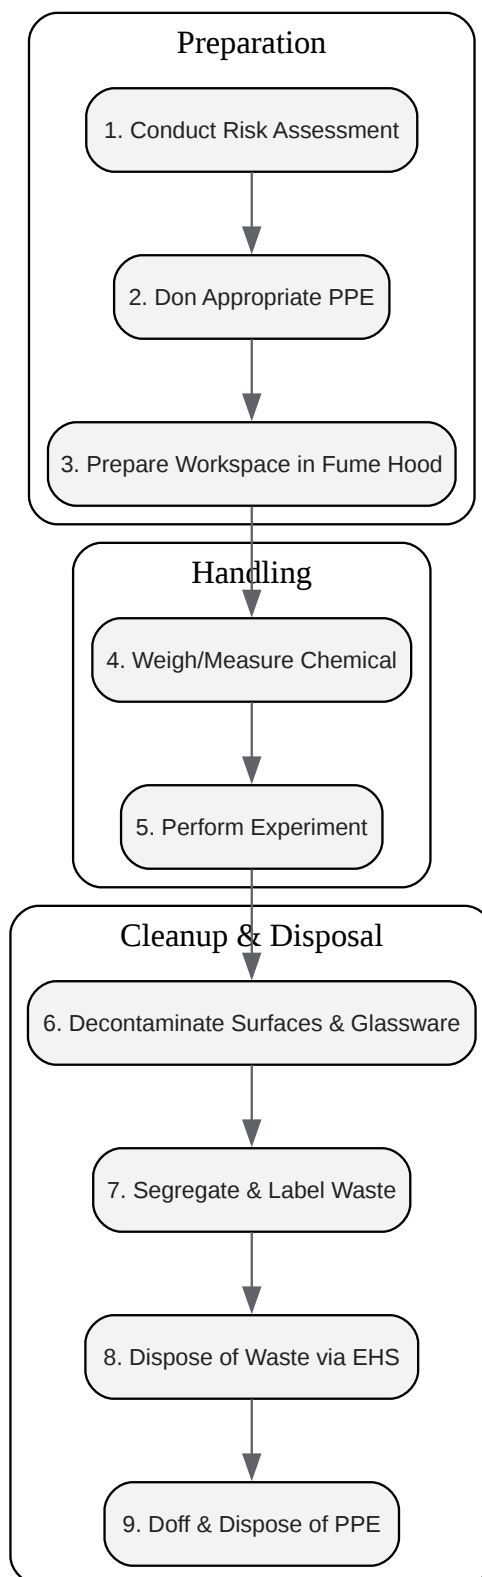 Preparation
1. Conduct Risk Assessment
2. Don Appropriate PPE
3. Prepare Workspace in Fume Hood
Handling
4. Weigh/Measure Chemical
5. Perform Experiment
Cleanup & Disposal
6. Decontaminate Surfaces & Glassware
7. Segregate & Label Waste
8. Dispose of Waste via EHS
9. Doff & Dispose of PPE